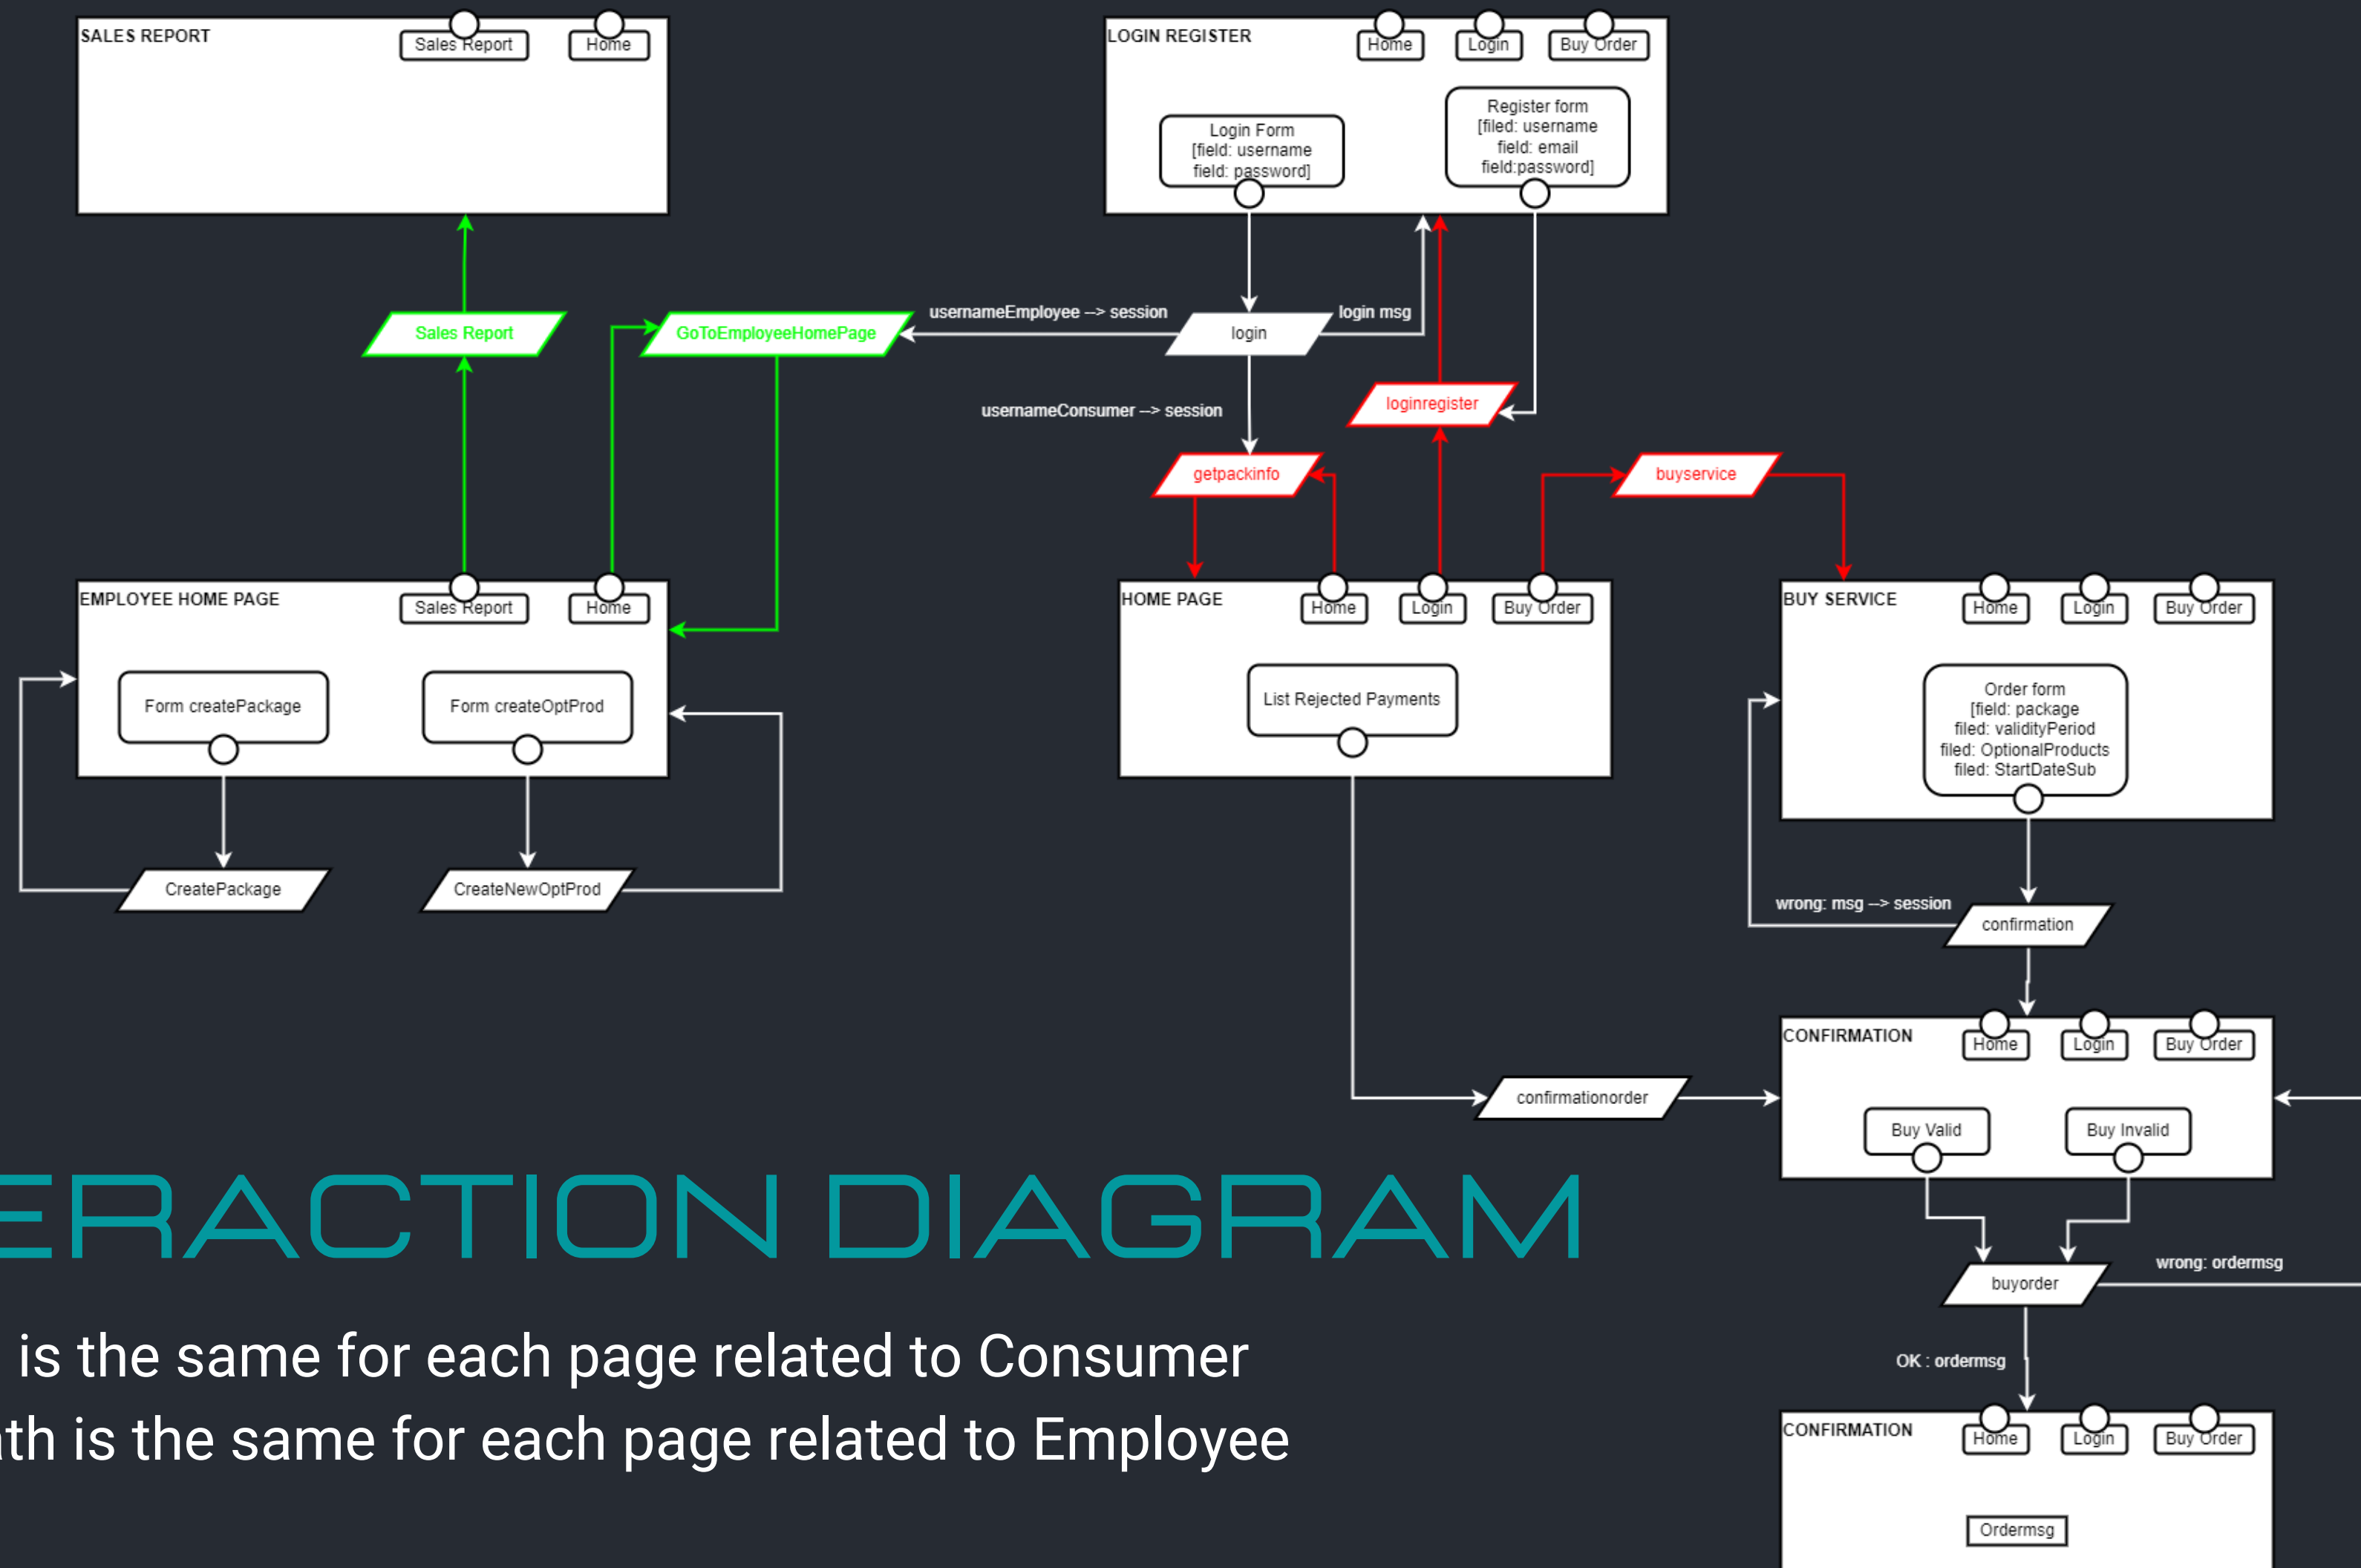 SALES REPORT
Sales Report
Home
LOGIN REGISTER
Home
Login
Buy Order
Login Form
[field: username
field: password]
Register form
[filed: username
field: email
field:password]
Sales Report
GoToEmployeeHomePage
usernameEmployee --> session
login
login msg
usernameConsumer --> session
loginregister
getpackinfo
buyservice
EMPLOYEE HOME PAGE
Sales Report
Home
Form createPackage
Form createOptProd
CreatePackage
CreateNewOptProd
HOME PAGE
Home
Login
Buy Order
List Rejected Payments
BUY SERVICE
Home
Login
Buy Order
Order form
[field: package
filed: validityPeriod
filed: OptionalProducts
filed: StartDateSub
wrong: msg --> session
confirmation
confirmationorder
CONFIRMATION
Home
Login
Buy Order
Buy Valid
Buy Invalid
buyorder
wrong: ordermsg
OK : ordermsg
CONFIRMATION
Home
Login
Buy Order
Ordermsg
ERACTION DIAGRAM
is the same for each page related to Consumer
ath is the same for each page related to Employee